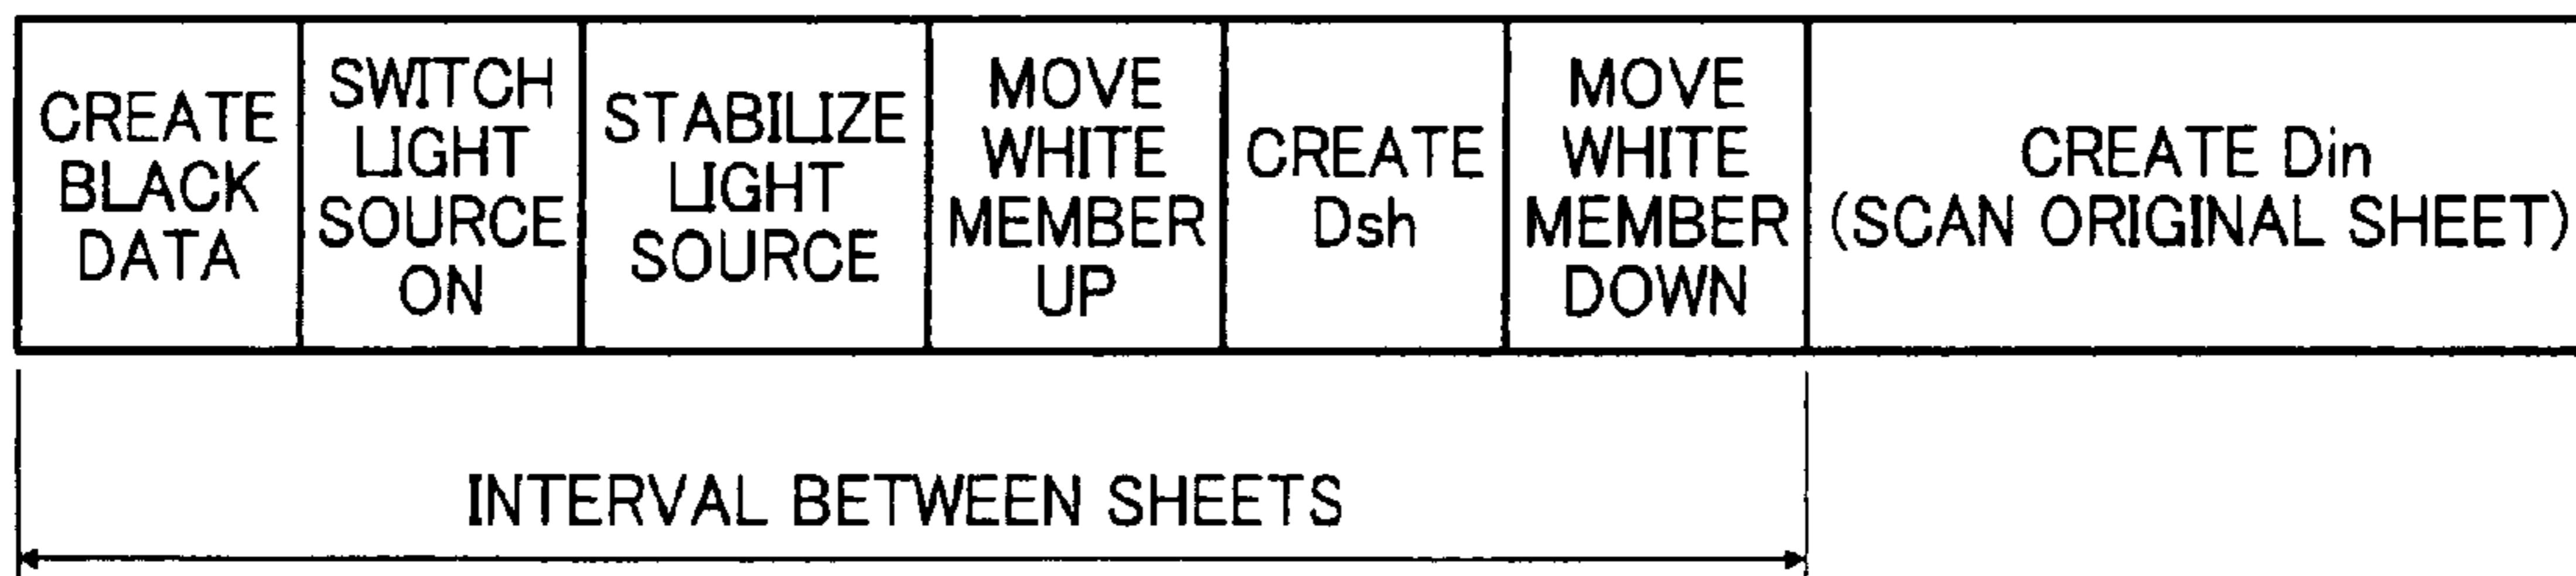 CREATE
BLACK
DATA
SWITCH
LIGHT
SOURCE
ON
STABILIZE
LIGHT
SOURCE
MOVE
WHITE
MEMBER
UP
CREATE
Dsh
MOVE
WHITE
MEMBER
DOWN
CREATE Din
(SCAN ORIGINAL SHEET)
INTERVAL BETWEEN SHEETS